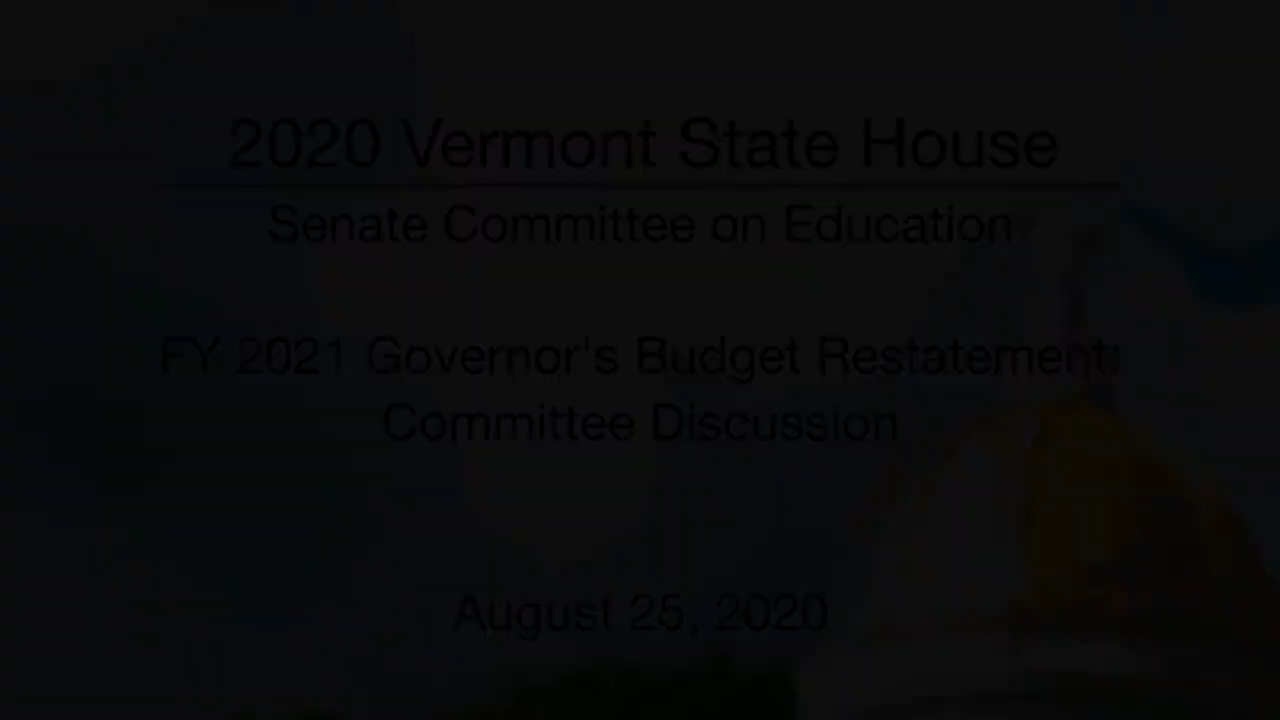 2020 Vermont State House
Senate Committee on Education
FY 2021 Governor's Budget Restatement:
Committee Discussion
August 25, 2020